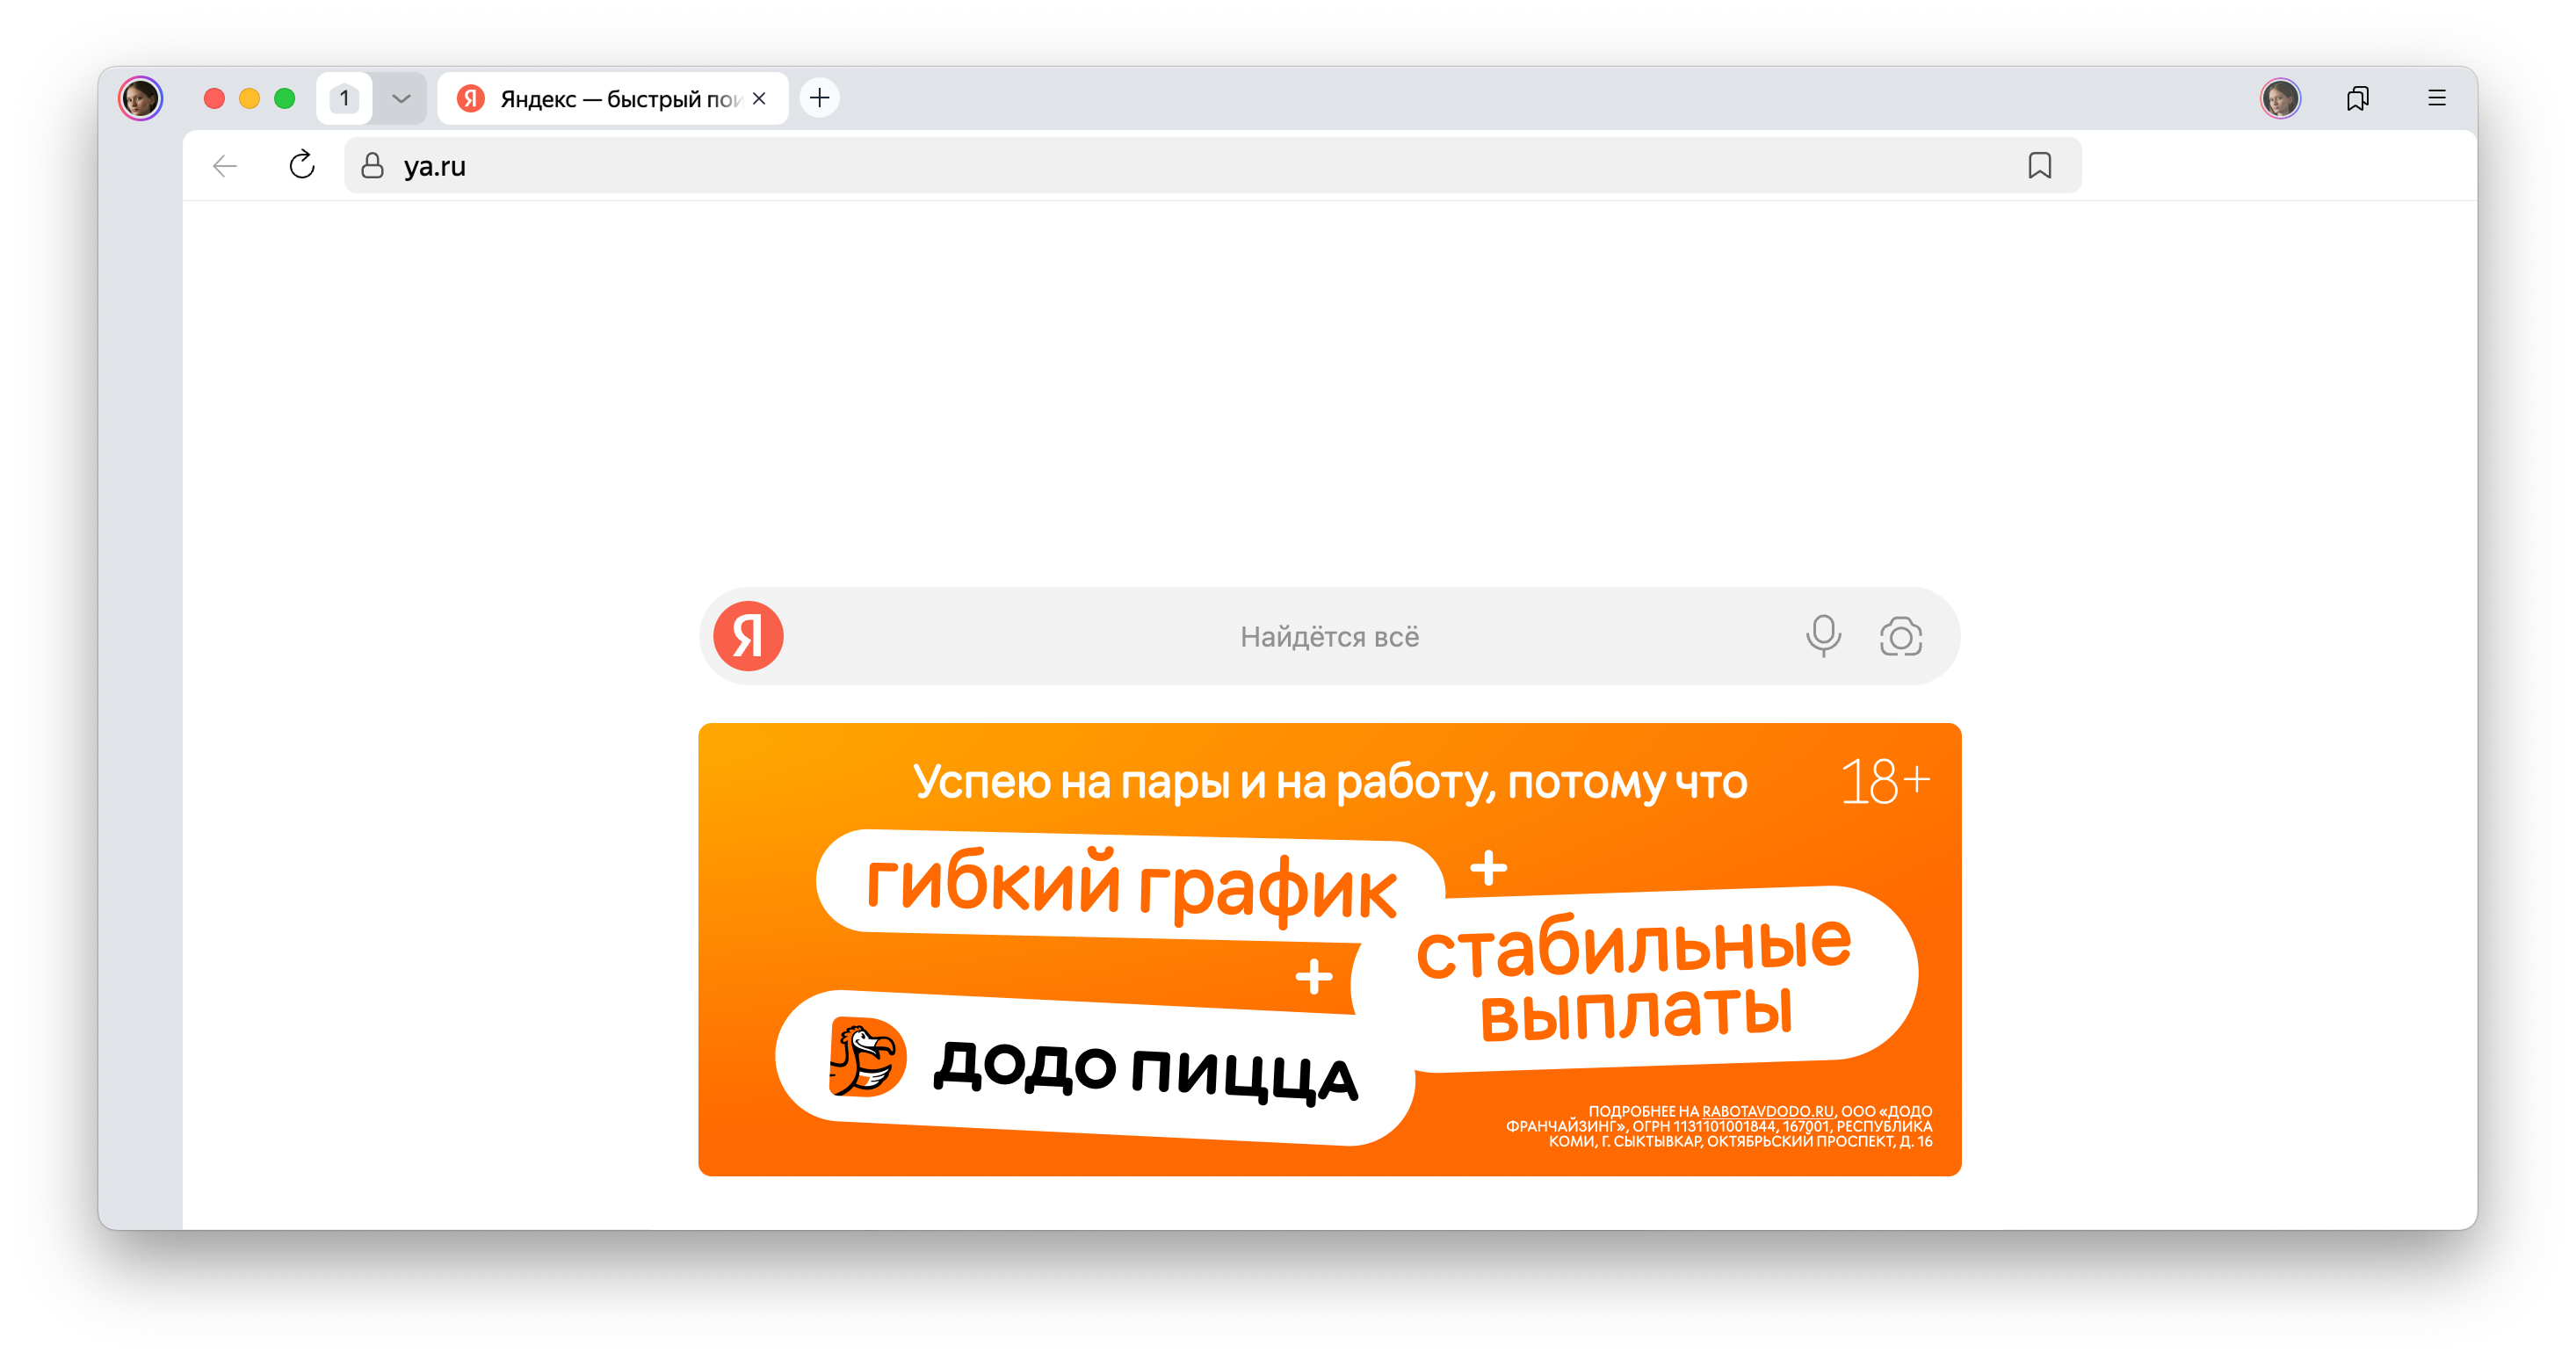 1
Яндекс — быстрый пои
ya.ru
Я
Найдётся всё
Успею на пары и на работу, потому что
18+
гибкий график
+
стабильные
выплаты
+
ДОДО ПИЦЦА
ПОДРОБНЕЕ НА RABOTAVDODO.RU, ООО «ДОДО
ФРАНЧАЙЗИНГ», ОГРН 1131101001844, 167001, РЕСПУБЛИКА
КОМИ, Г. СЫКТЫВКАР, ОКТЯБРЬСКИЙ ПРОСПЕКТ, Д. 16